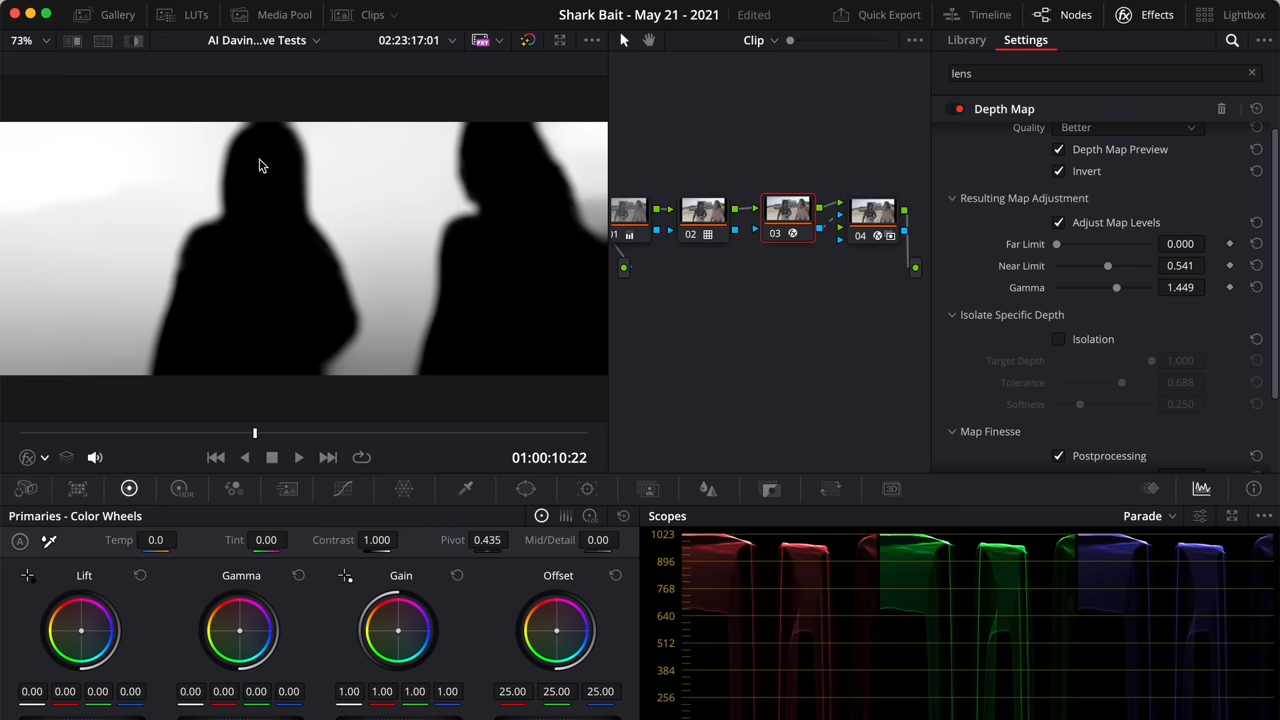 Gallery LUTs Media Pool Clips Shark Bait - May 21 - 2021 Edited Quick Export Timeline Nodes Effects Lightbox
73% AI Davin...ve Tests 02:23:17:01 PXY Clip Library Settings
lens
Depth Map
Quality Better
Depth Map Preview
Invert
Resulting Map Adjustment
Adjust Map Levels
Far Limit 0.000
Near Limit 0.541
Gamma 1.449
01 02 03 04
Isolate Specific Depth
Isolation
Target Depth 1.000
Tolerance 0.688
Softness 0.250
Map Finesse
Postprocessing
01:00:10:22
HDR 3D
Primaries - Color Wheels
Temp 0.0 Tint 0.00 Contrast 1.000 Pivot 0.435 Mid/Detail 0.00
Lift Gamma Gain Offset
0.00 0.00 0.00 0.00 0.00 0.00 0.00 0.00 1.00 1.00 1.00 1.00 25.00 25.00 25.00
Scopes Parade
1023
896
768
640
512
384
256